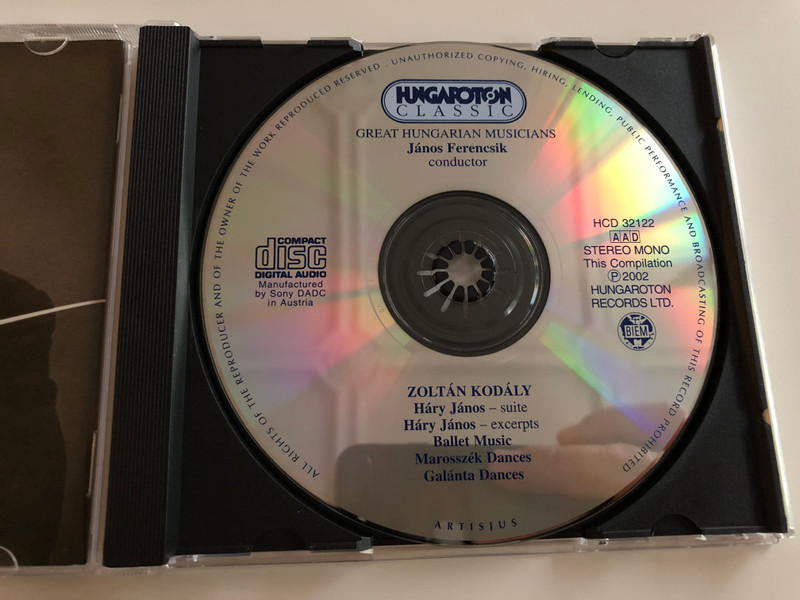 ALL RIGHTS OF THE REPRODUCER AND OF THE OWNER OF THE WORK REPRODUCED RESERVED . UNAUTHORIZED COPYING, HIRING, LENDING, PUBLIC PERFORMANCE AND BROADCASTING OF THIS RECORD PROHIBITED
HUNGAROTON
CLASSIC
GREAT HUNGARIAN MUSICIANS
János Ferencsik
conductor
COMPACT
disc
DIGITAL AUDIO
Manufactured
by Sony DADC
in Austria
HCD 32122
AAD
STEREO MONO
This Compilation
℗ 2002
HUNGAROTON
RECORDS LTD.
BIEM
ZOLTÁN KODÁLY
Háry János – suite
Háry János – excerpts
Ballet Music
Marosszék Dances
Galánta Dances
ARTISJUS